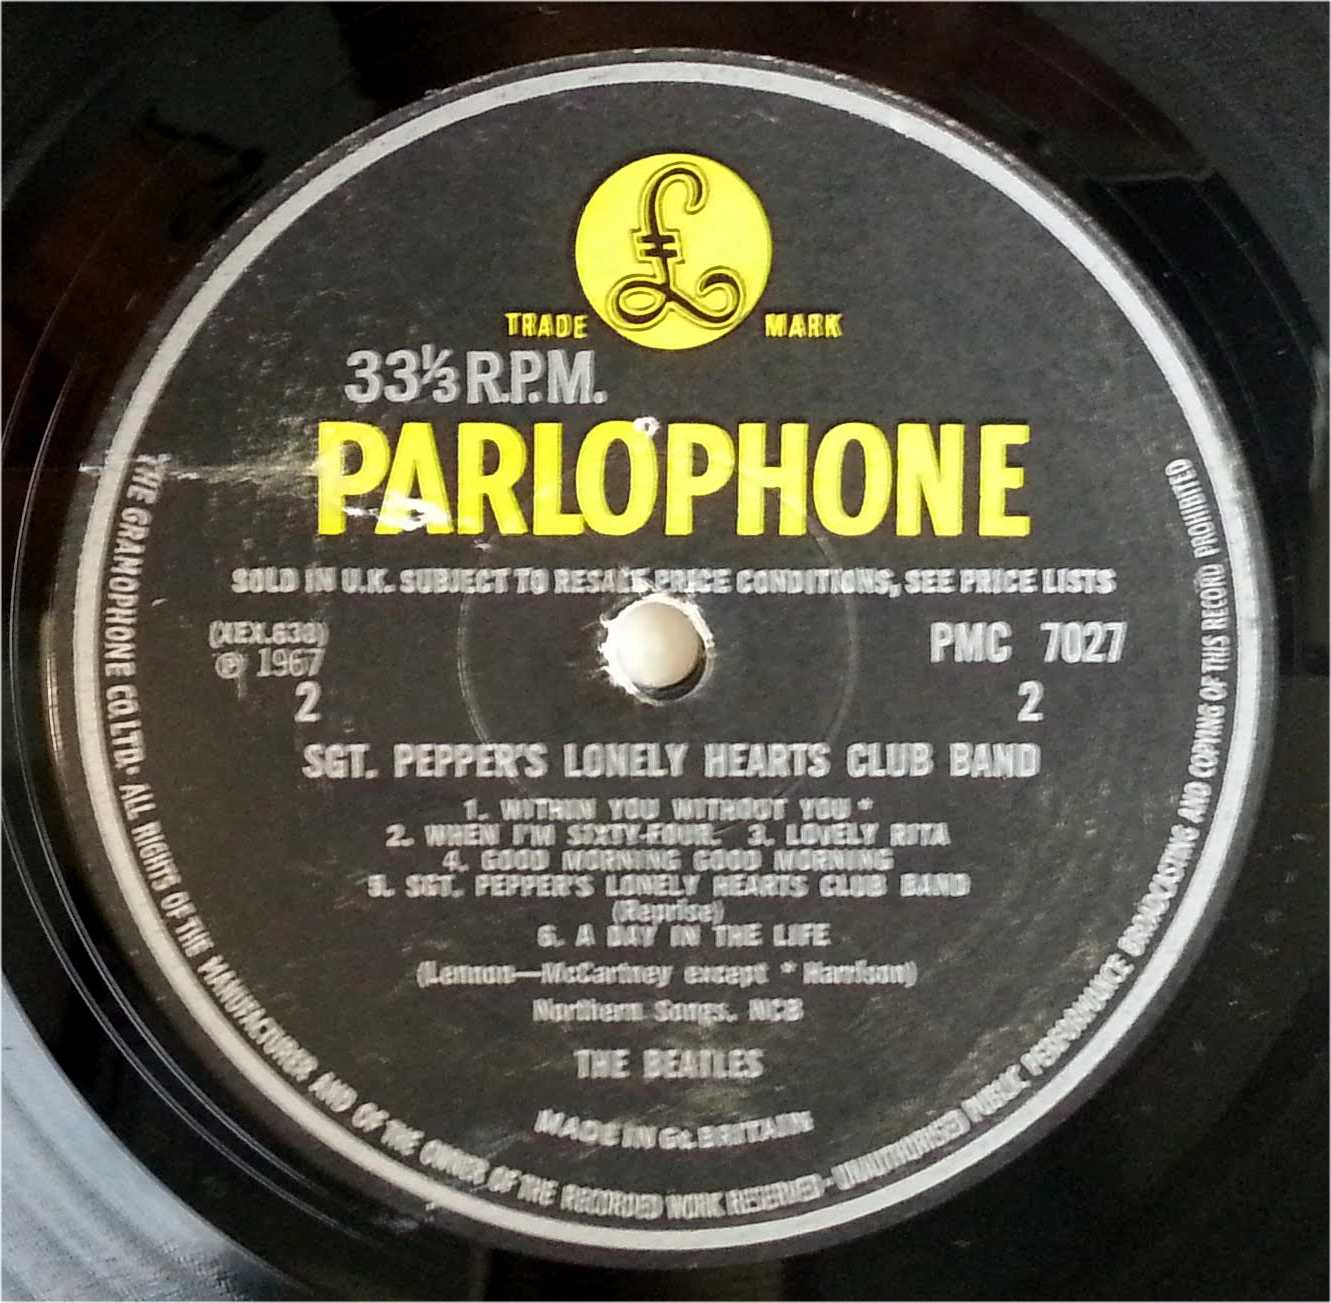 TRADE MARK
33⅓ R.P.M.
PARLOPHONE
SOLD IN U.K. SUBJECT TO RESALE PRICE CONDITIONS, SEE PRICE LISTS
(XEX.638)
℗ 1967
2
PMC 7027
2
SGT. PEPPER'S LONELY HEARTS CLUB BAND
1. WITHIN YOU WITHOUT YOU *
2. WHEN I'M SIXTY-FOUR. 3. LOVELY RITA
4. GOOD MORNING GOOD MORNING
5. SGT. PEPPER'S LONELY HEARTS CLUB BAND
(Reprise)
6. A DAY IN THE LIFE
(Lennon—McCartney except * Harrison)
Northern Songs. NCB
THE BEATLES
MADE IN GT. BRITAIN
THE GRAMOPHONE CO. LTD. · ALL RIGHTS OF THE MANUFACTURER AND OF THE OWNER OF THE RECORDED WORK RESERVED · UNAUTHORISED PUBLIC PERFORMANCE BROADCASTING AND COPYING OF THIS RECORD PROHIBITED